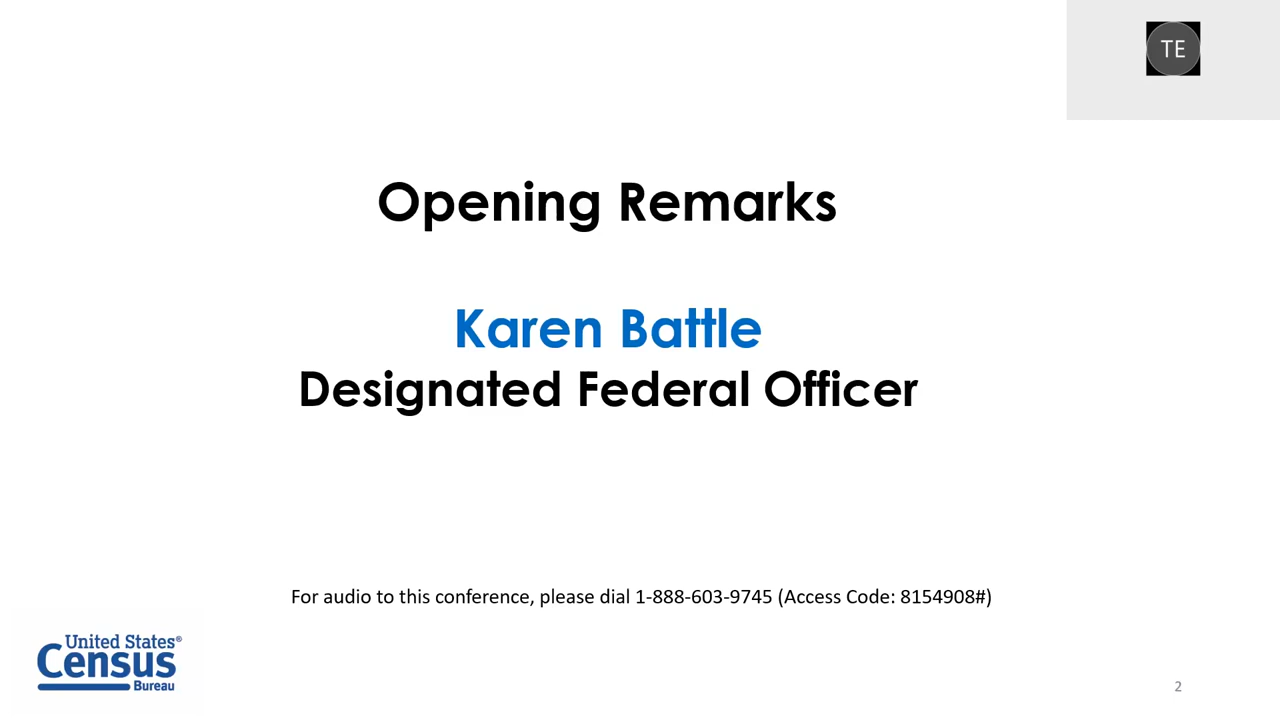 TE
Opening Remarks
Karen Battle
Designated Federal Officer
For audio to this conference, please dial 1-888-603-9745 (Access Code: 8154908#)
United States®
Census
Bureau
2